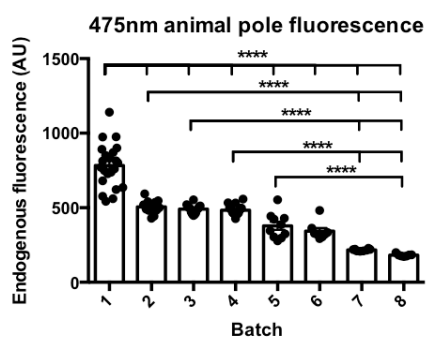 475nm animal pole fluorescence
Endogenous fluorescence (AU)
1500
1000
500
0
****
****
****
****
****
1 2 3 4 5 6 7 8
Batch